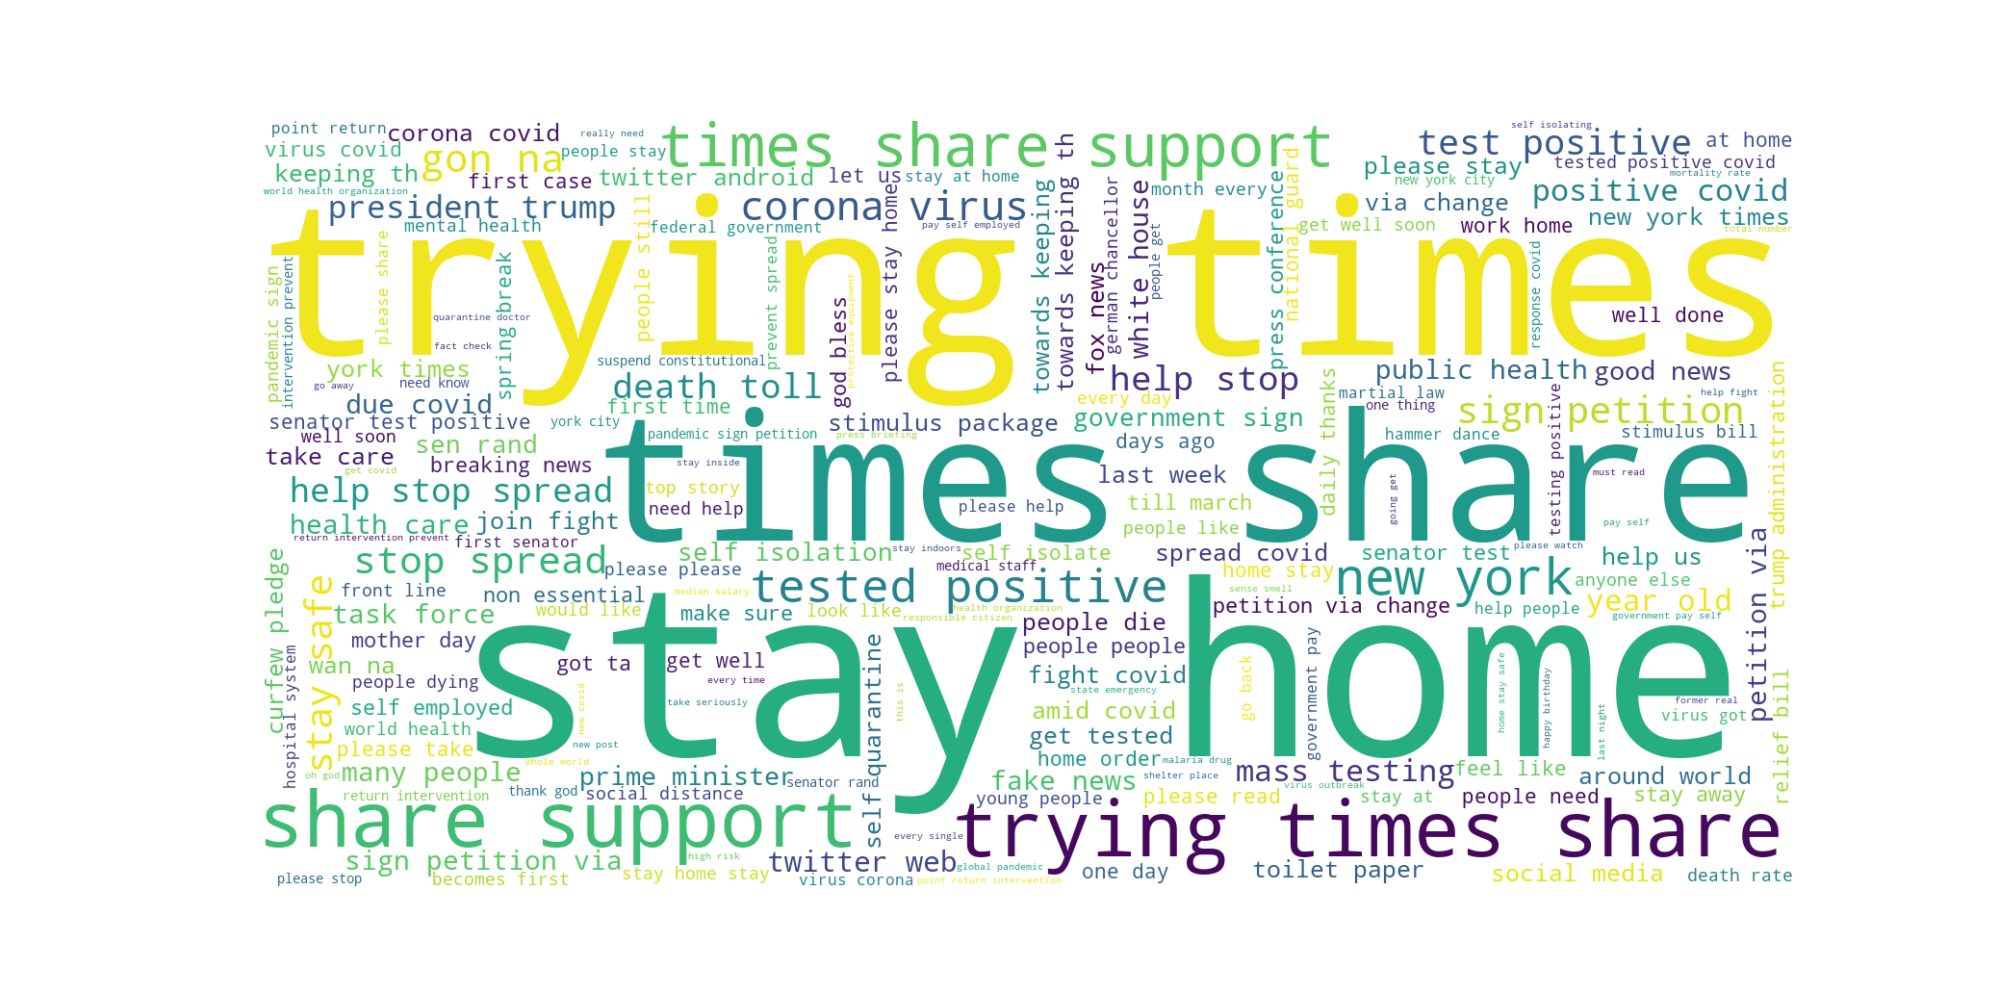 point return
corona covid
really need
times share support
self isolating
test positive
at home
virus covid
gon na
people stay
please stay
tested positive covid
keeping th
first case
twitter android
let us
stay at home
month every
new york city
mortality rate
positive covid
world health organization
president trump
corona virus
via change
new york times
mental health
federal government
pay self employed
get well soon
work home
total number
trying times
pandemic sign
intervention prevent
please share
spring break
people still
prevent spread
protective equipment
god bless
please stay home
towards keeping
towards keeping th
fox news
german chancellor
white house
people get
press conference
national guard
response covid
quarantine doctor
well done
fact check
york times
suspend constitutional
go away
need know
death toll
help stop
public health
good news
due covid
first time
every day
martial law
one thing
help fight
senator test positive
york city
stimulus package
government sign
sign petition
well soon
sen rand
pandemic sign petition
press briefing
days ago
daily thanks
hammer dance
stimulus bill
trump administration
take care
get covid
breaking news
times share
stay inside
last week
testing positive
must read
help stop spread
top story
till march
going get
need help
please help
health care
join fight
people like
pay self
return intervention prevent
first senator
self isolation
stay indoors
self isolate
spread covid
senator test
please watch
help us
stop spread
please please
medical staff
home stay
new york
anyone else
curfew pledge
stay safe
front line
non essential
median salary
tested positive
sense smell
year old
petition via
task force
would like
make sure
look like
health organization
responsible citizen
petition via change
help people
government pay self
mother day
people die
stay home
wan na
got ta
get well
people people
hospital system
people dying
every time
fight covid
self quarantine
this is
state emergency
go back
government pay
home stay safe
happy birthday
last night
former real
virus got
relief bill
self employed
new covid
take seriously
amid covid
world health
get tested
please take
new post
whole world
home order
malaria drug
oh god
many people
prime minister
senator rand
fake news
shelter place
mass testing
feel like
around world
return intervention
thank god
social distance
virus outbreak
young people
please read
stay at
people need
stay away
share support
every single
trying times share
sign petition via
high risk
twitter web
global pandemic
one day
toilet paper
social media
death rate
please stop
becomes first
stay home stay
virus corona
point return intervention